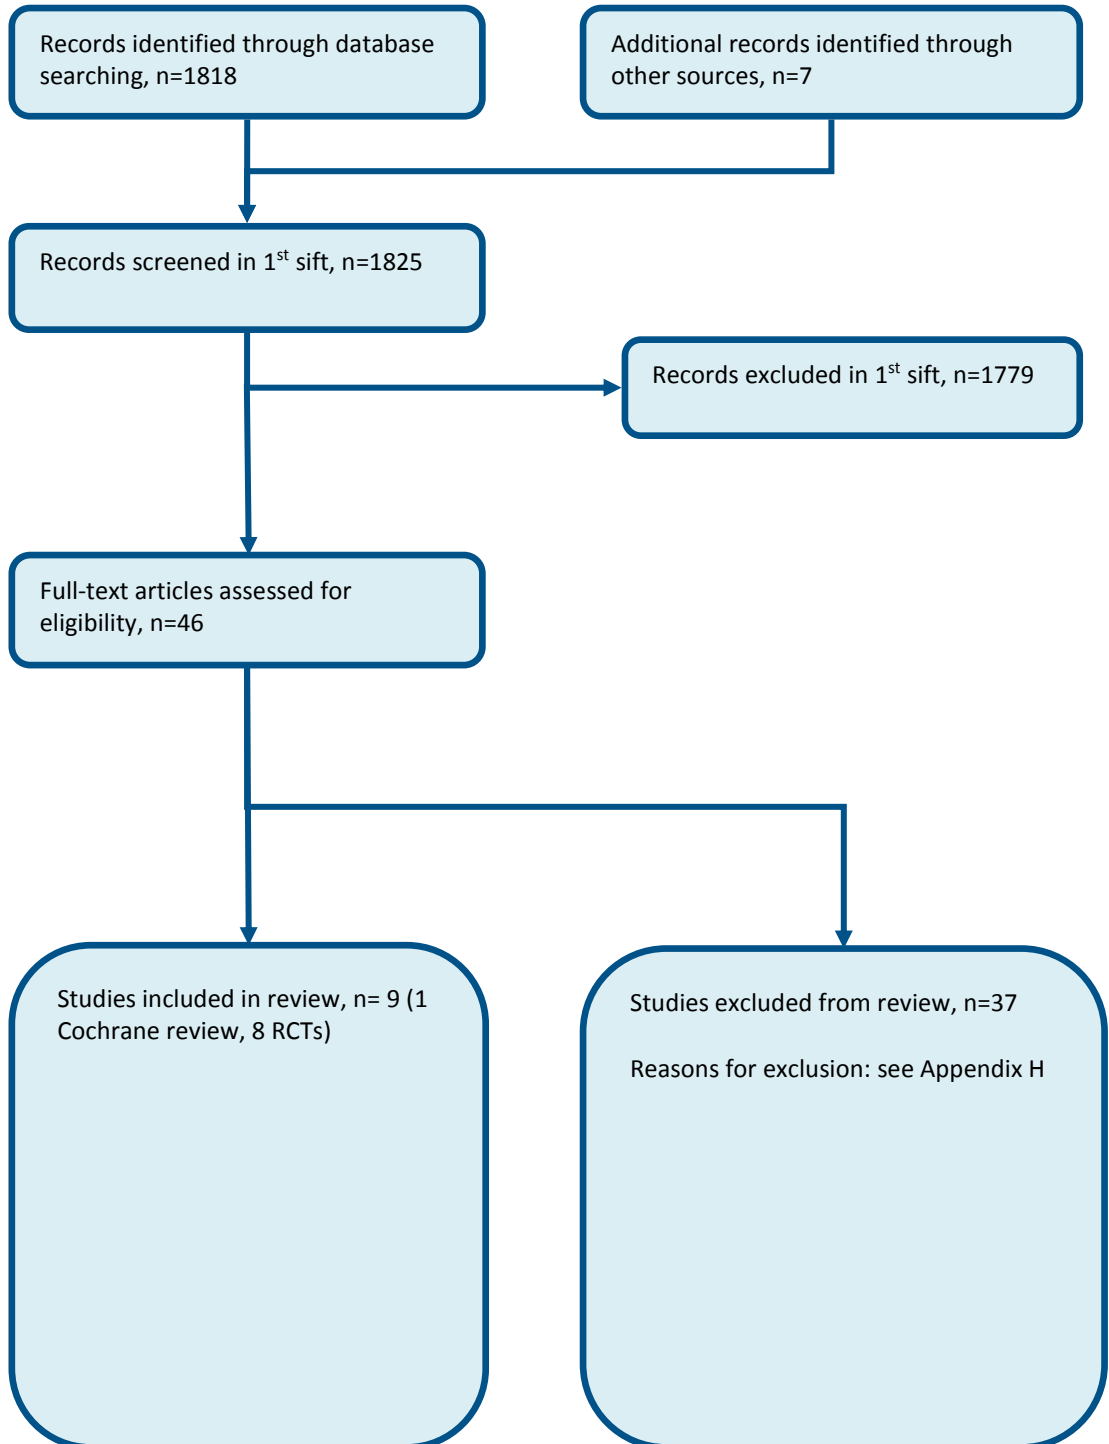 Records identified through database
searching, n=1818
Additional records identified through
other sources, n=7
Records screened in 1st sift, n=1825
Records excluded in 1st sift, n=1779
Full-text articles assessed for
eligibility, n=46
Studies included in review, n= 9 (1
Cochrane review, 8 RCTs)
Studies excluded from review, n=37
Reasons for exclusion: see Appendix H